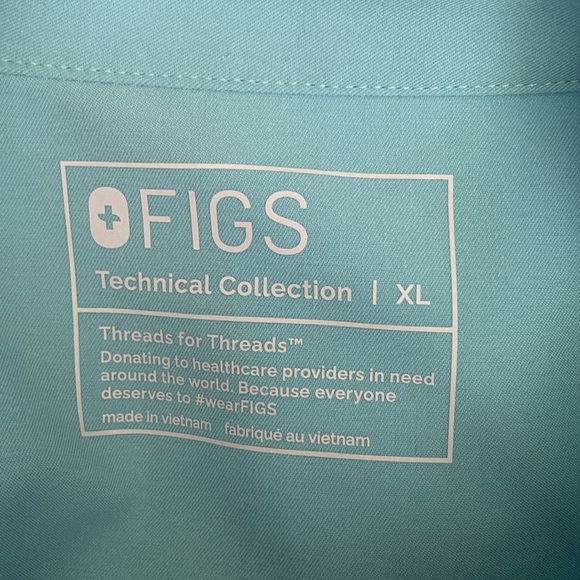 FIGS
Technical Collection | XL
Threads for Threads™
Donating to healthcare providers in need
around the world. Because everyone
deserves to #wearFIGS
made in vietnam fabriqué au vietnam